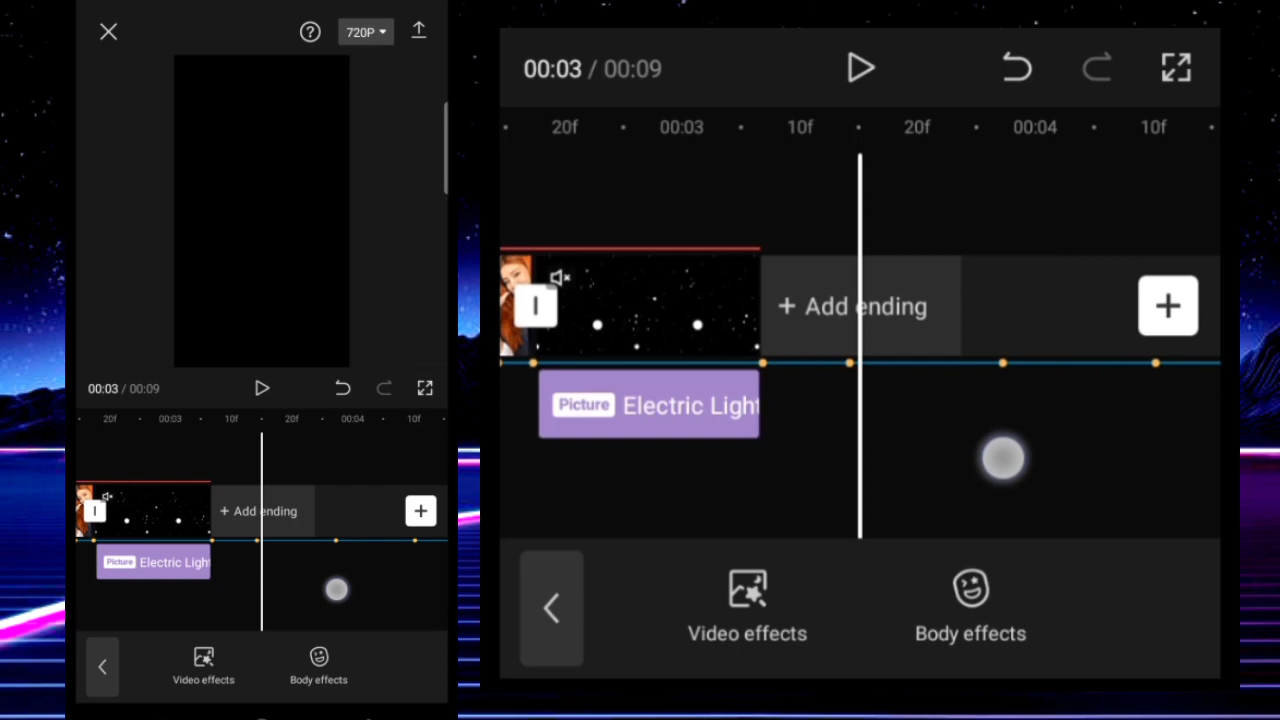 720P
00:03 / 00:09
20f 00:03 10f 20f 00:04 10f
+ Add ending
Picture Electric Light
Video effects Body effects
00:03 / 00:09
20f 00:03 10f 20f 00:04 10f
+ Add ending
Picture Electric Light
Video effects Body effects